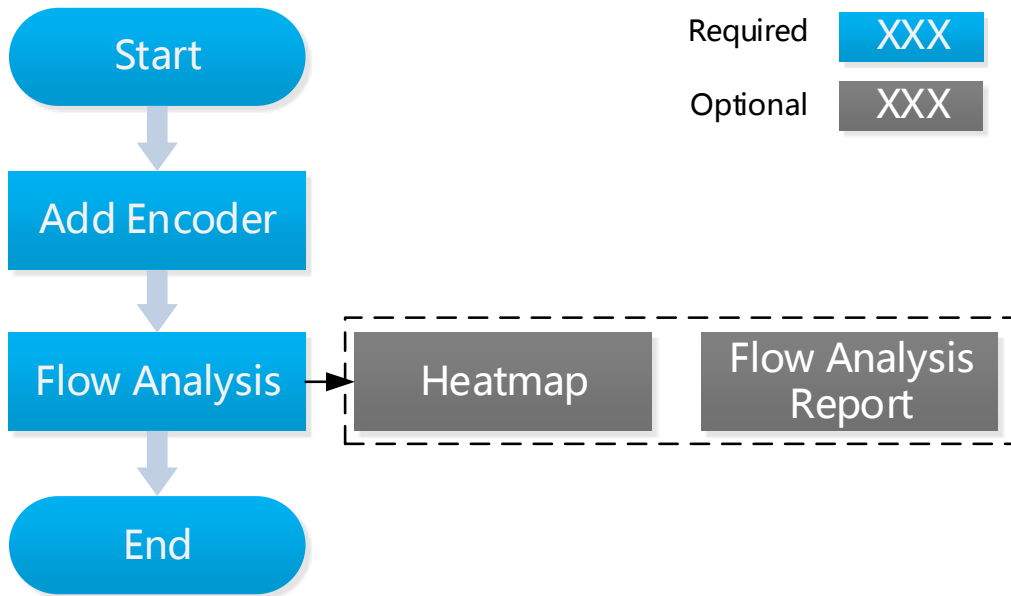 Start
Required XXX
Optional XXX
Add Encoder
Flow Analysis
Heatmap
Flow Analysis
Report
End